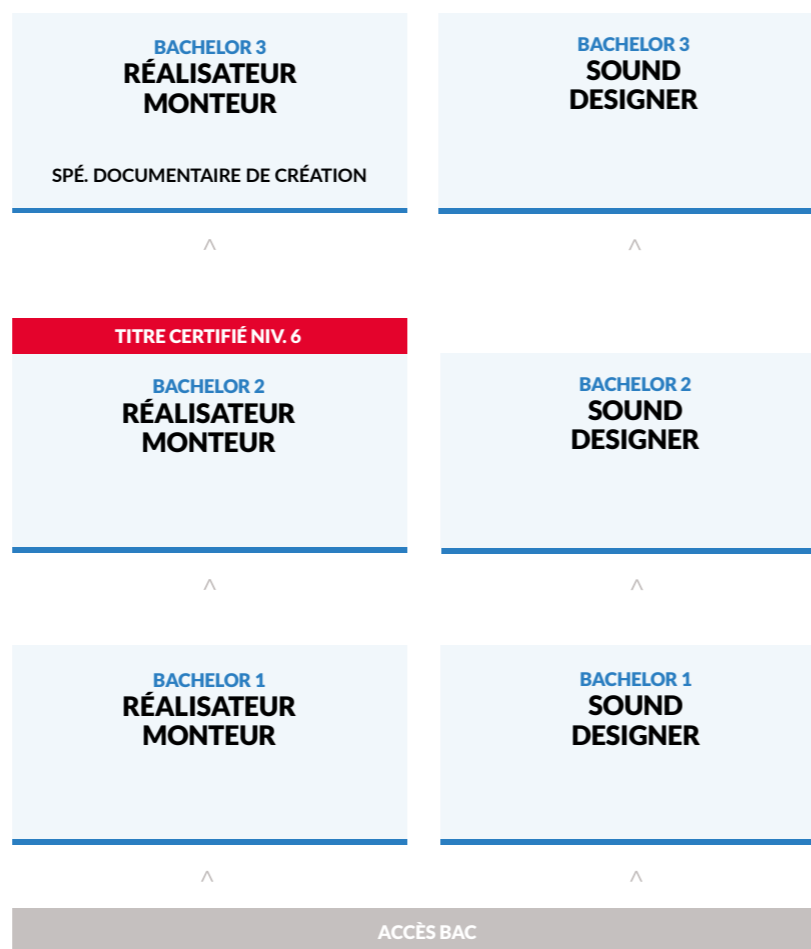 BACHELOR 3
RÉALISATEUR
MONTEUR
SPÉ. DOCUMENTAIRE DE CRÉATION
BACHELOR 3
SOUND
DESIGNER
^
^
TITRE CERTIFIÉ NIV. 6
BACHELOR 2
RÉALISATEUR
MONTEUR
BACHELOR 2
SOUND
DESIGNER
^
^
BACHELOR 1
RÉALISATEUR
MONTEUR
BACHELOR 1
SOUND
DESIGNER
^
^
ACCÈS BAC